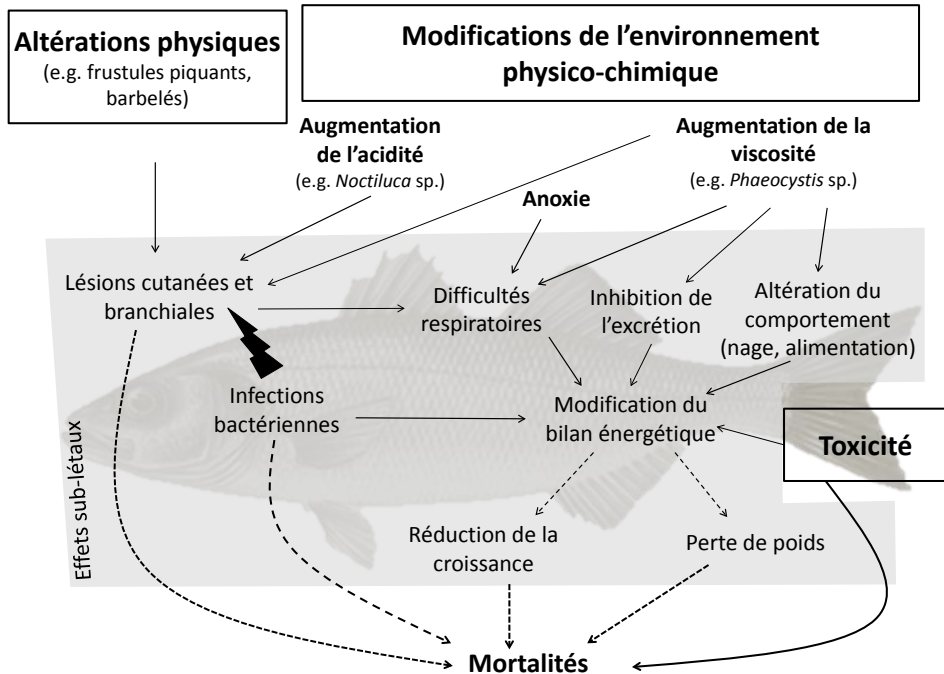 Altérations physiques
(e.g. frustules piquants,
barbelés)
Modifications de l’environnement
physico-chimique
Augmentation
de l’acidité
(e.g. Noctiluca sp.)
Augmentation de la
viscosité
(e.g. Phaeocystis sp.)
Anoxie
Lésions cutanées et
branchiales
Difficultés
respiratoires
Inhibition de
l’excrétion
Altération du
comportement
(nage, alimentation)
Infections
bactériennes
Modification du
bilan énergétique
Toxicité
Effets sub-létaux
Réduction de la
croissance
Perte de poids
Mortalités